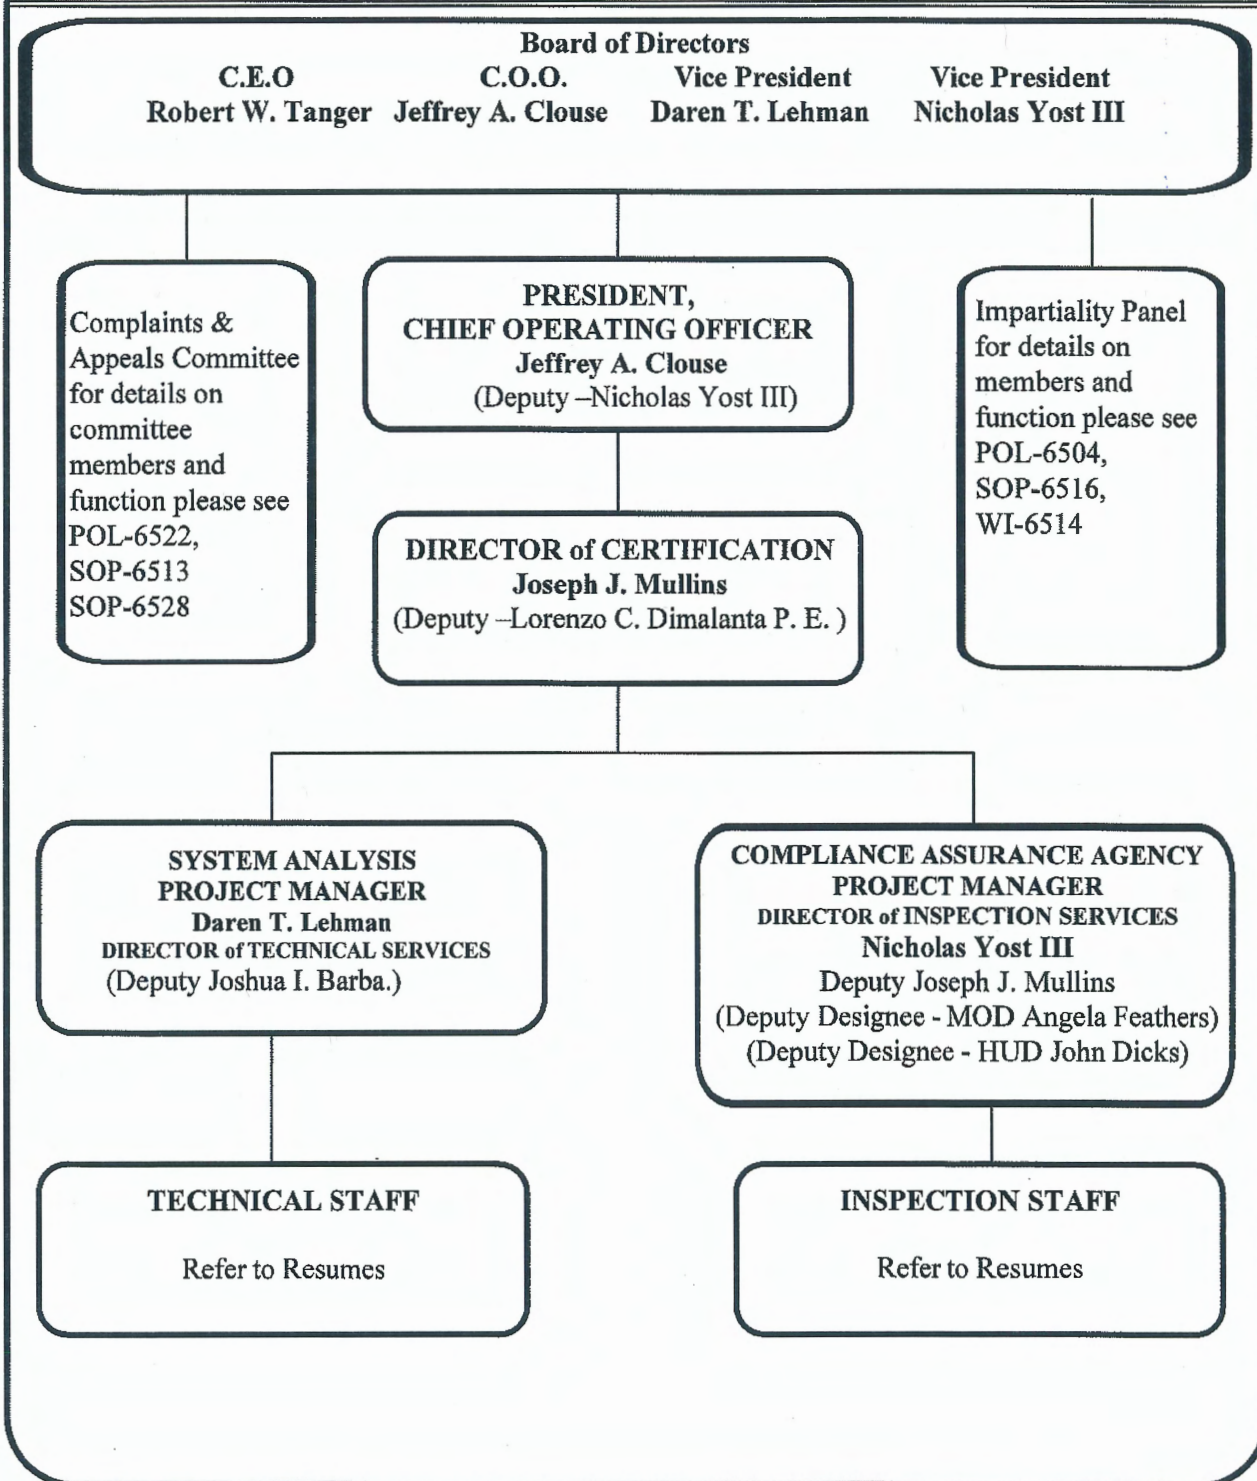 Board of Directors
C.E.O C.O.O. Vice President Vice President
Robert W. Tanger Jeffrey A. Clouse Daren T. Lehman Nicholas Yost III
Complaints &
Appeals Committee
for details on
committee
members and
function please see
POL-6522,
SOP-6513
SOP-6528
PRESIDENT,
CHIEF OPERATING OFFICER
Jeffrey A. Clouse
(Deputy –Nicholas Yost III)
Impartiality Panel
for details on
members and
function please see
POL-6504,
SOP-6516,
WI-6514
DIRECTOR of CERTIFICATION
Joseph J. Mullins
(Deputy –Lorenzo C. Dimalanta P. E. )
SYSTEM ANALYSIS
PROJECT MANAGER
Daren T. Lehman
DIRECTOR of TECHNICAL SERVICES
(Deputy Joshua I. Barba.)
COMPLIANCE ASSURANCE AGENCY
PROJECT MANAGER
DIRECTOR of INSPECTION SERVICES
Nicholas Yost III
Deputy Joseph J. Mullins
(Deputy Designee - MOD Angela Feathers)
(Deputy Designee - HUD John Dicks)
TECHNICAL STAFF
Refer to Resumes
INSPECTION STAFF
Refer to Resumes